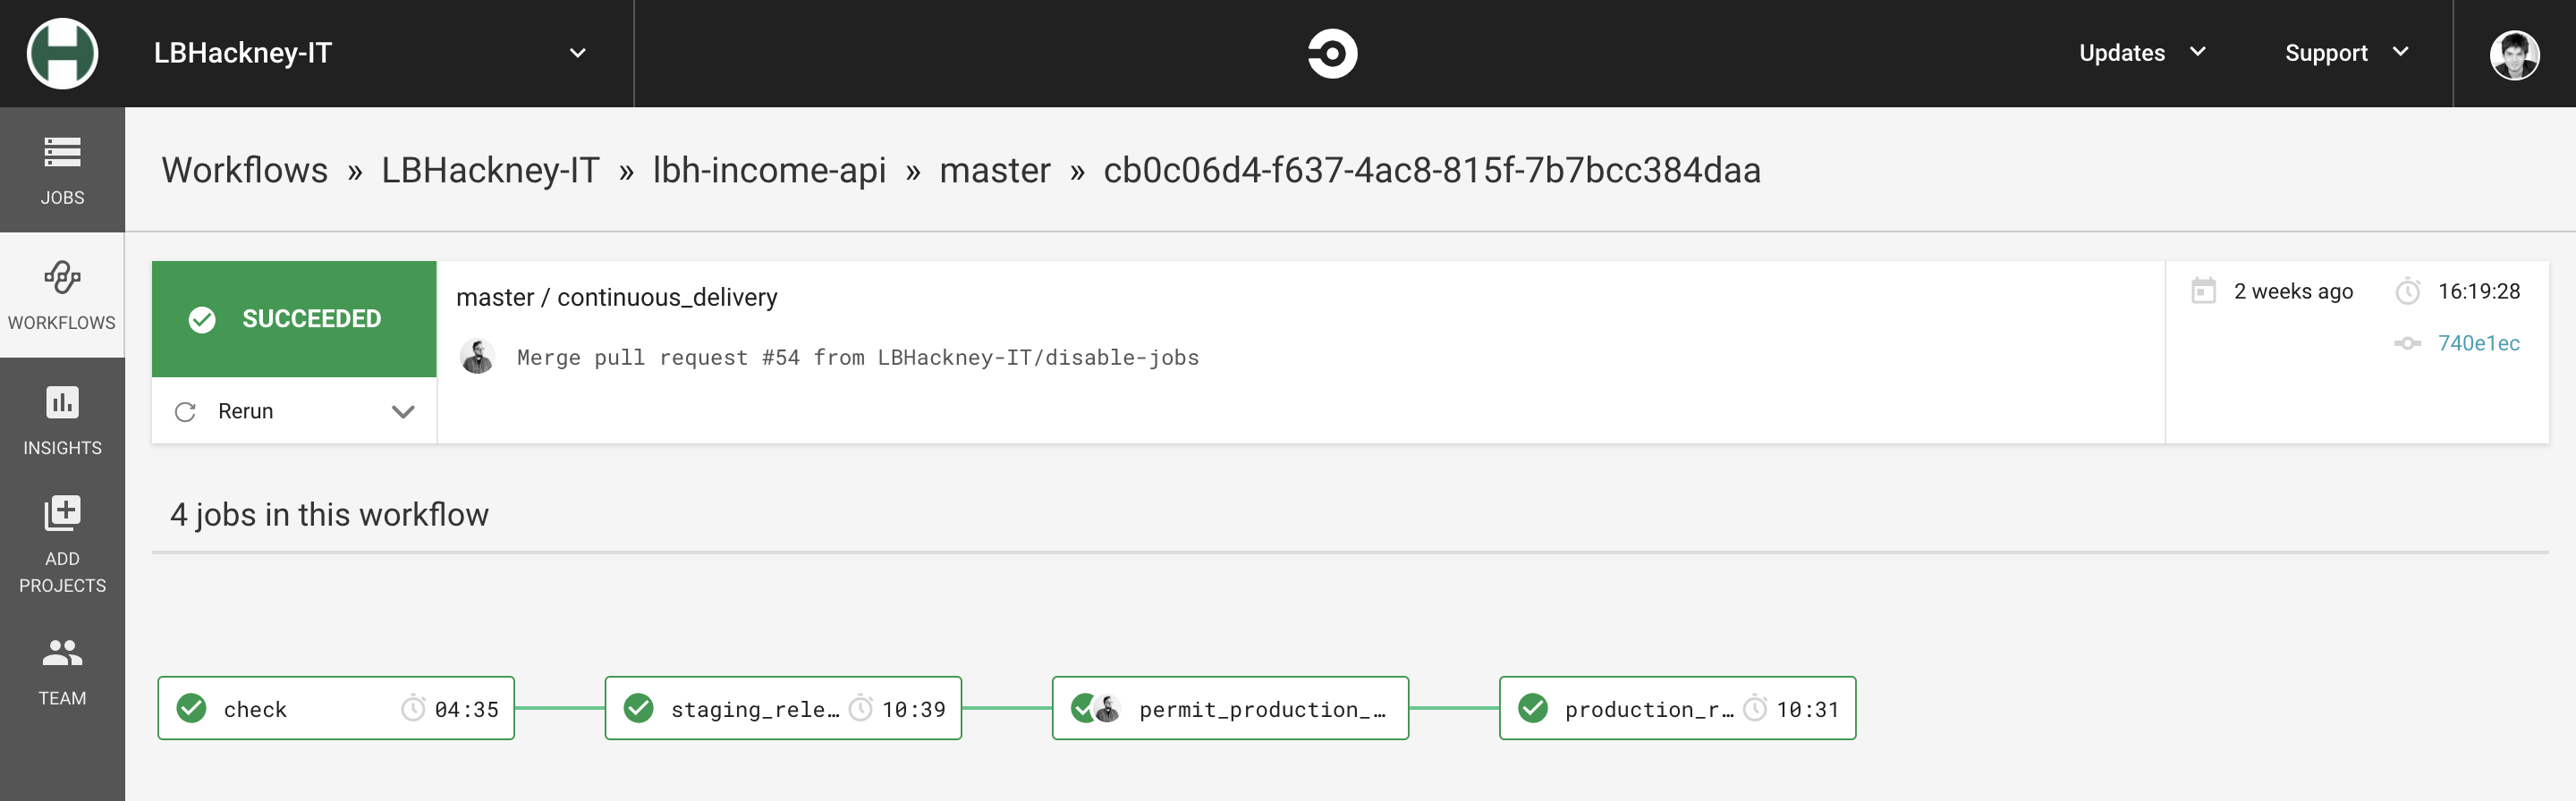 LBHackney-IT
Updates
Support
JOBS
WORKFLOWS
INSIGHTS
ADD
PROJECTS
TEAM
Workflows » LBHackney-IT » lbh-income-api » master » cb0c06d4-f637-4ac8-815f-7b7bcc384daa
SUCCEEDED
Rerun
master / continuous_delivery
Merge pull request #54 from LBHackney-IT/disable-jobs
2 weeks ago
16:19:28
740e1ec
4 jobs in this workflow
check 04:35
staging_rele… 10:39
permit_production_…
production_r… 10:31